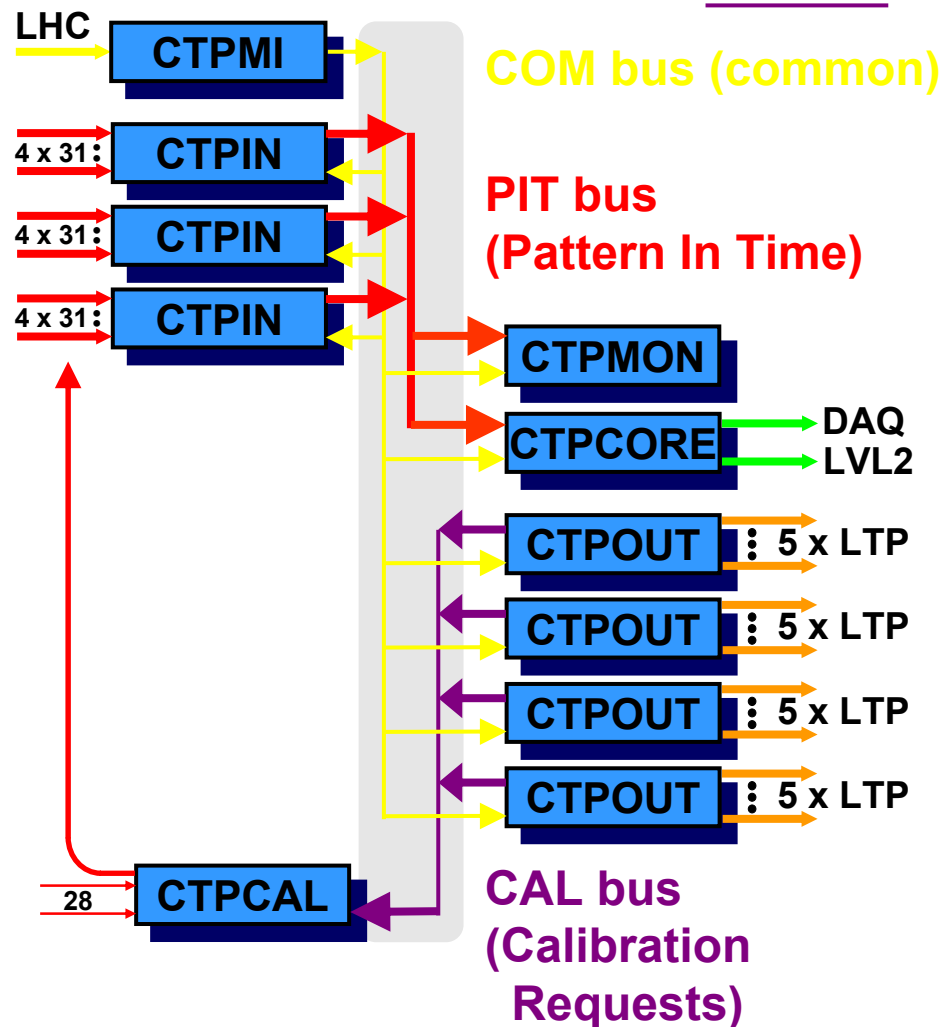 LHC
CTPMI
COM bus (common)
4 x 31
CTPIN
4 x 31
CTPIN
4 x 31
CTPIN
PIT bus
(Pattern In Time)
CTPMON
CTPCORE
DAQ
LVL2
CTPOUT
5 x LTP
CTPOUT
5 x LTP
CTPOUT
5 x LTP
CTPOUT
5 x LTP
28
CTPCAL
CAL bus
(Calibration
Requests)